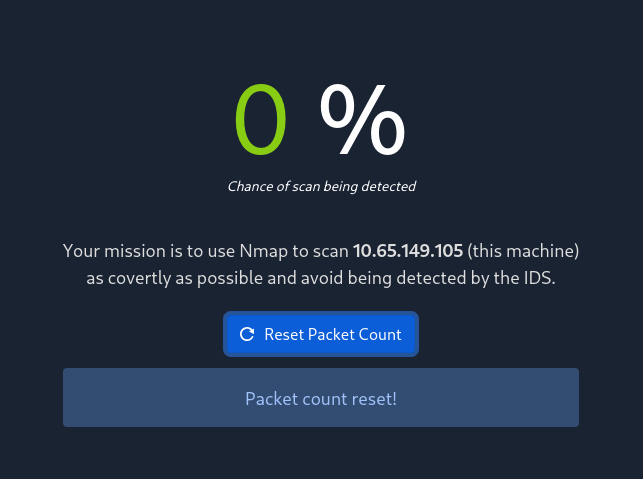 0 %
Chance of scan being detected
Your mission is to use Nmap to scan 10.65.149.105 (this machine)
as covertly as possible and avoid being detected by the IDS.
Reset Packet Count
Packet count reset!